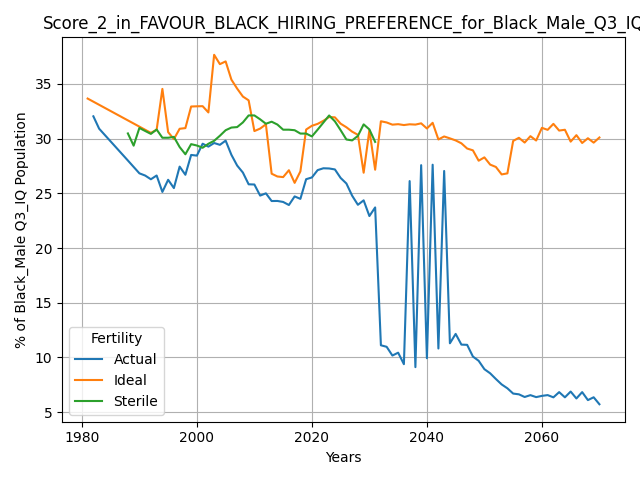 Score_2_in_FAVOUR_BLACK_HIRING_PREFERENCE_for_Black_Male_Q3_IQ
% of Black_Male Q3_IQ Population
35
30
25
20
15
10
5
Fertility
Actual
Ideal
Sterile
1980 2000 2020 2040 2060
Years